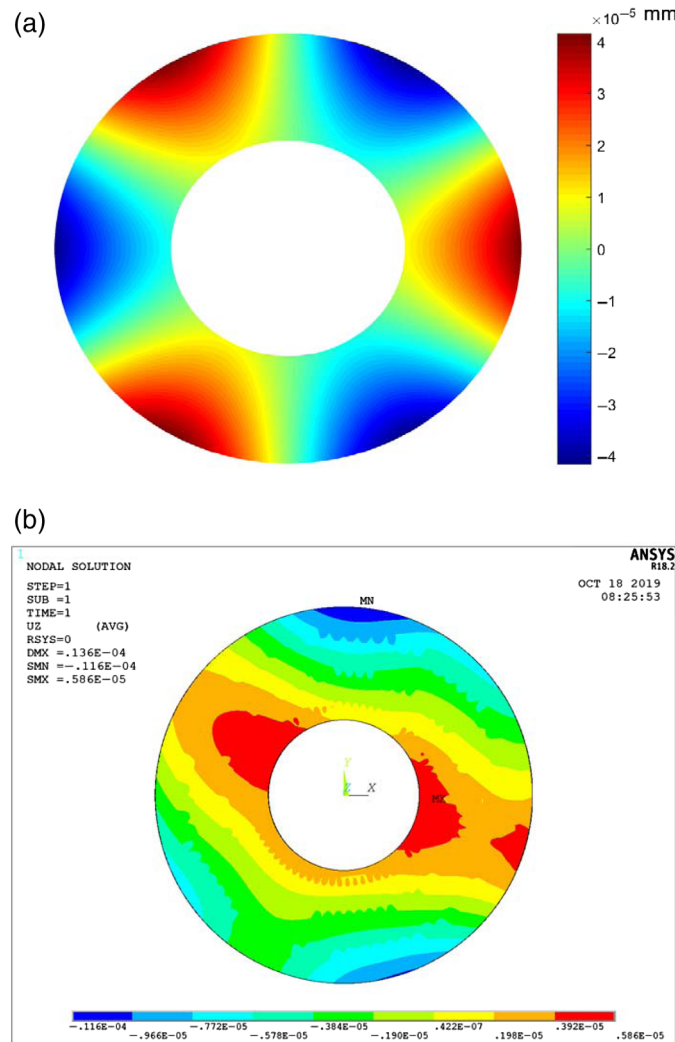 (a)
×10⁻⁵ mm
4
3
2
1
0
−1
−2
−3
−4
(b)
1
NODAL SOLUTION
STEP=1
SUB =1
TIME=1
UZ (AVG)
RSYS=0
DMX =.136E-04
SMN =-.116E-04
SMX =.586E-05
ANSYS
R18.2
OCT 18 2019
08:25:53
MN
Y
Z X
MX
-.116E-04 -.772E-05 -.384E-05 .422E-07 .392E-05
-.966E-05 -.578E-05 -.190E-05 .198E-05 .586E-05